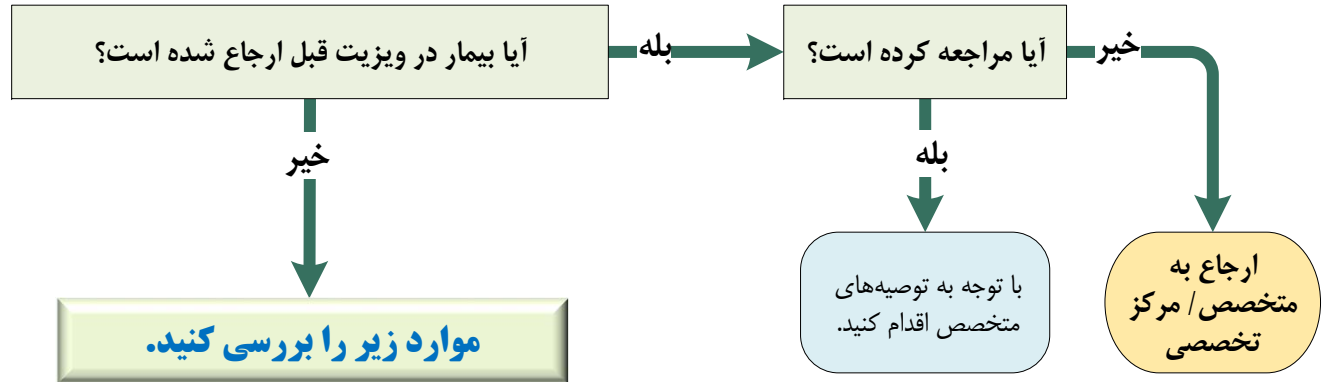 آیا بیمار در ویزیت قبل ارجاع شده است؟
بله
آیا مراجعه کرده است؟
خیر
خیر
بله
موارد زیر را بررسی کنید.
با توجه به توصیه‌های
متخصص اقدام کنید.
ارجاع به
متخصص/ مرکز
تخصصی